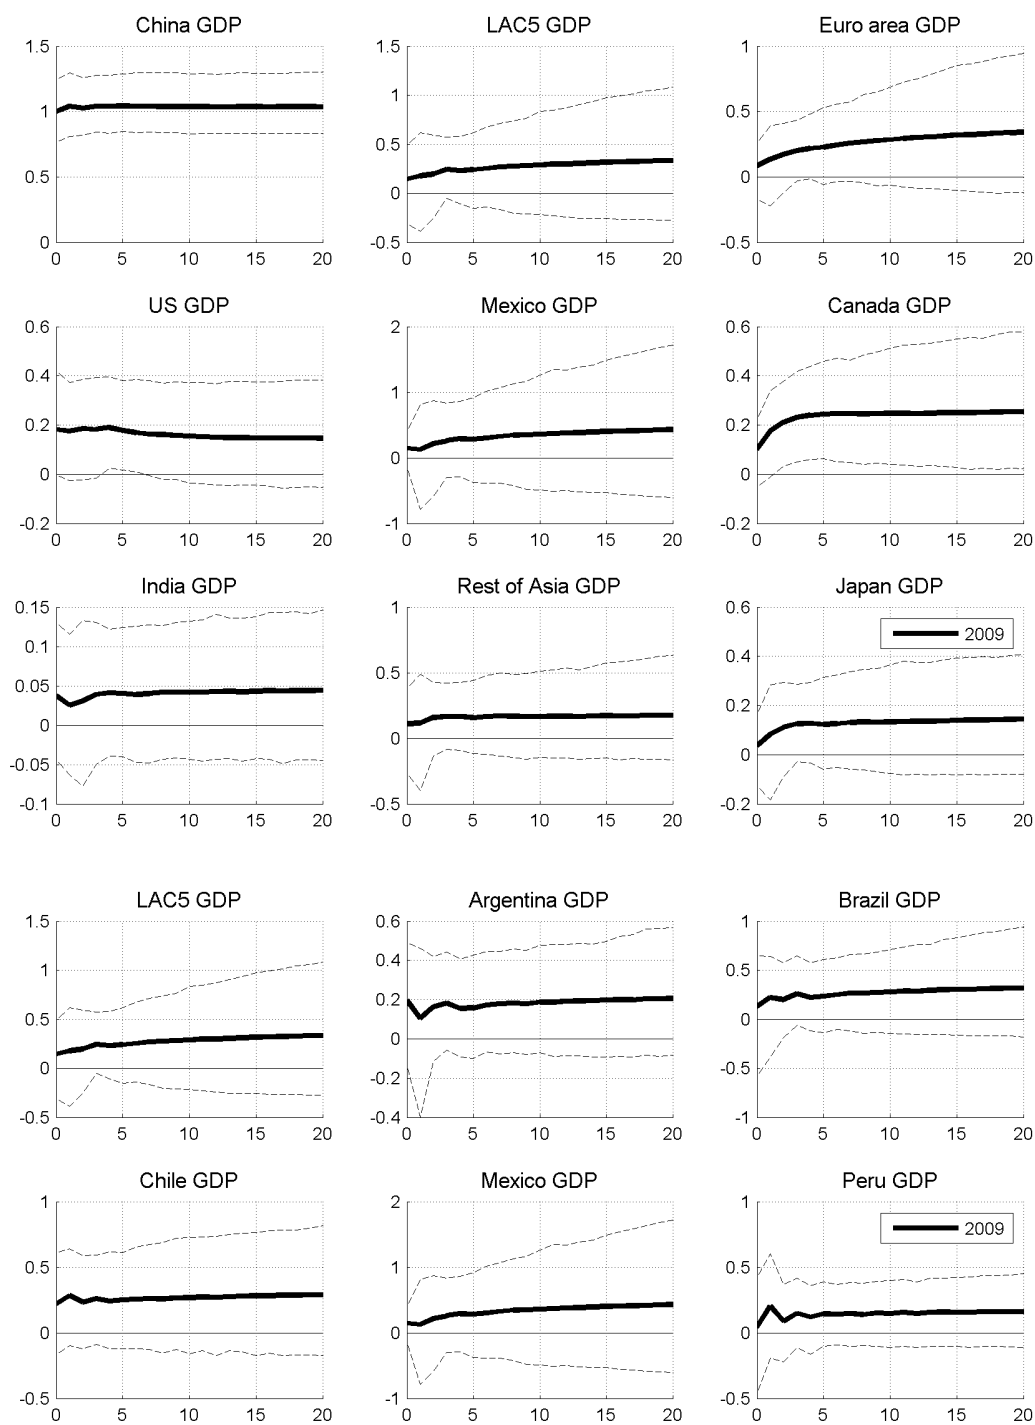 China GDP LAC5 GDP Euro area GDP
1.5 1.5 1
1 1 0.5
0.5 0.5 0
0 0 -0.5
-0.5
0 5 10 15 20 0 5 10 15 20 0 5 10 15 20
US GDP Mexico GDP Canada GDP
0.6 2 0.6
0.4 1 0.4
0.2 0 0.2
0 -1 0
-0.2 -0.2
0 5 10 15 20 0 5 10 15 20 0 5 10 15 20
India GDP Rest of Asia GDP Japan GDP
0.15 1 0.6
2009
0.1 0.5 0.4
0.05 0 0.2
0 -0.5 0
-0.05 -0.2
-0.1
0 5 10 15 20 0 5 10 15 20 0 5 10 15 20
LAC5 GDP Argentina GDP Brazil GDP
1.5 0.6 1
1 0.4 0.5
0.5 0.2 0
0 0 -0.5
-0.5 -0.2 -1
-0.4
0 5 10 15 20 0 5 10 15 20 0 5 10 15 20
Chile GDP Mexico GDP Peru GDP
1 2 1
2009
0.5 1 0.5
0 0 0
-0.5 -1 -0.5
0 5 10 15 20 0 5 10 15 20 0 5 10 15 20